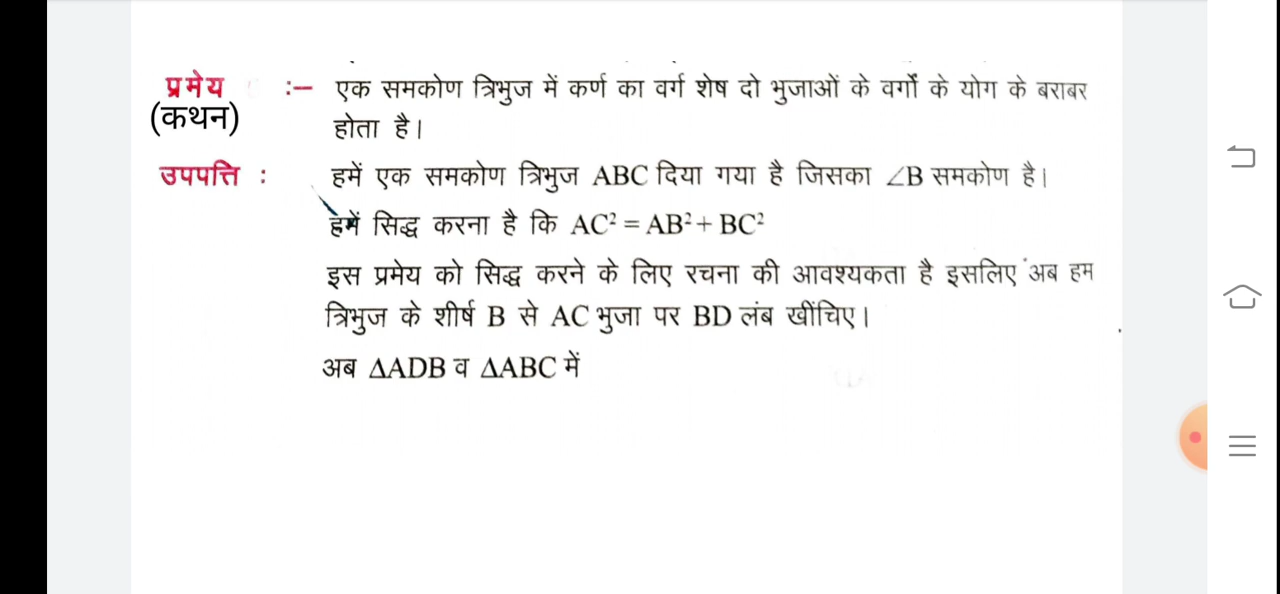 प्रमेय :— एक समकोण त्रिभुज में कर्ण का वर्ग शेष दो भुजाओं के वर्गों के योग के बराबर
(कथन) होता है।
उपपत्ति : हमें एक समकोण त्रिभुज ABC दिया गया है जिसका ∠B समकोण है।
हमें सिद्ध करना है कि AC² = AB² + BC²
इस प्रमेय को सिद्ध करने के लिए रचना की आवश्यकता है इसलिए अब हम
त्रिभुज के शीर्ष B से AC भुजा पर BD लंब खींचिए।
अब ΔADB व ΔABC में